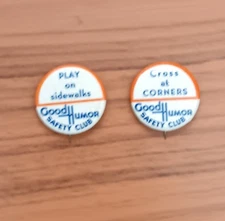 PLAY
on
sidewalks
Good Humor
SAFETY CLUB
Cross
at
CORNERS
Good Humor
SAFETY CLUB